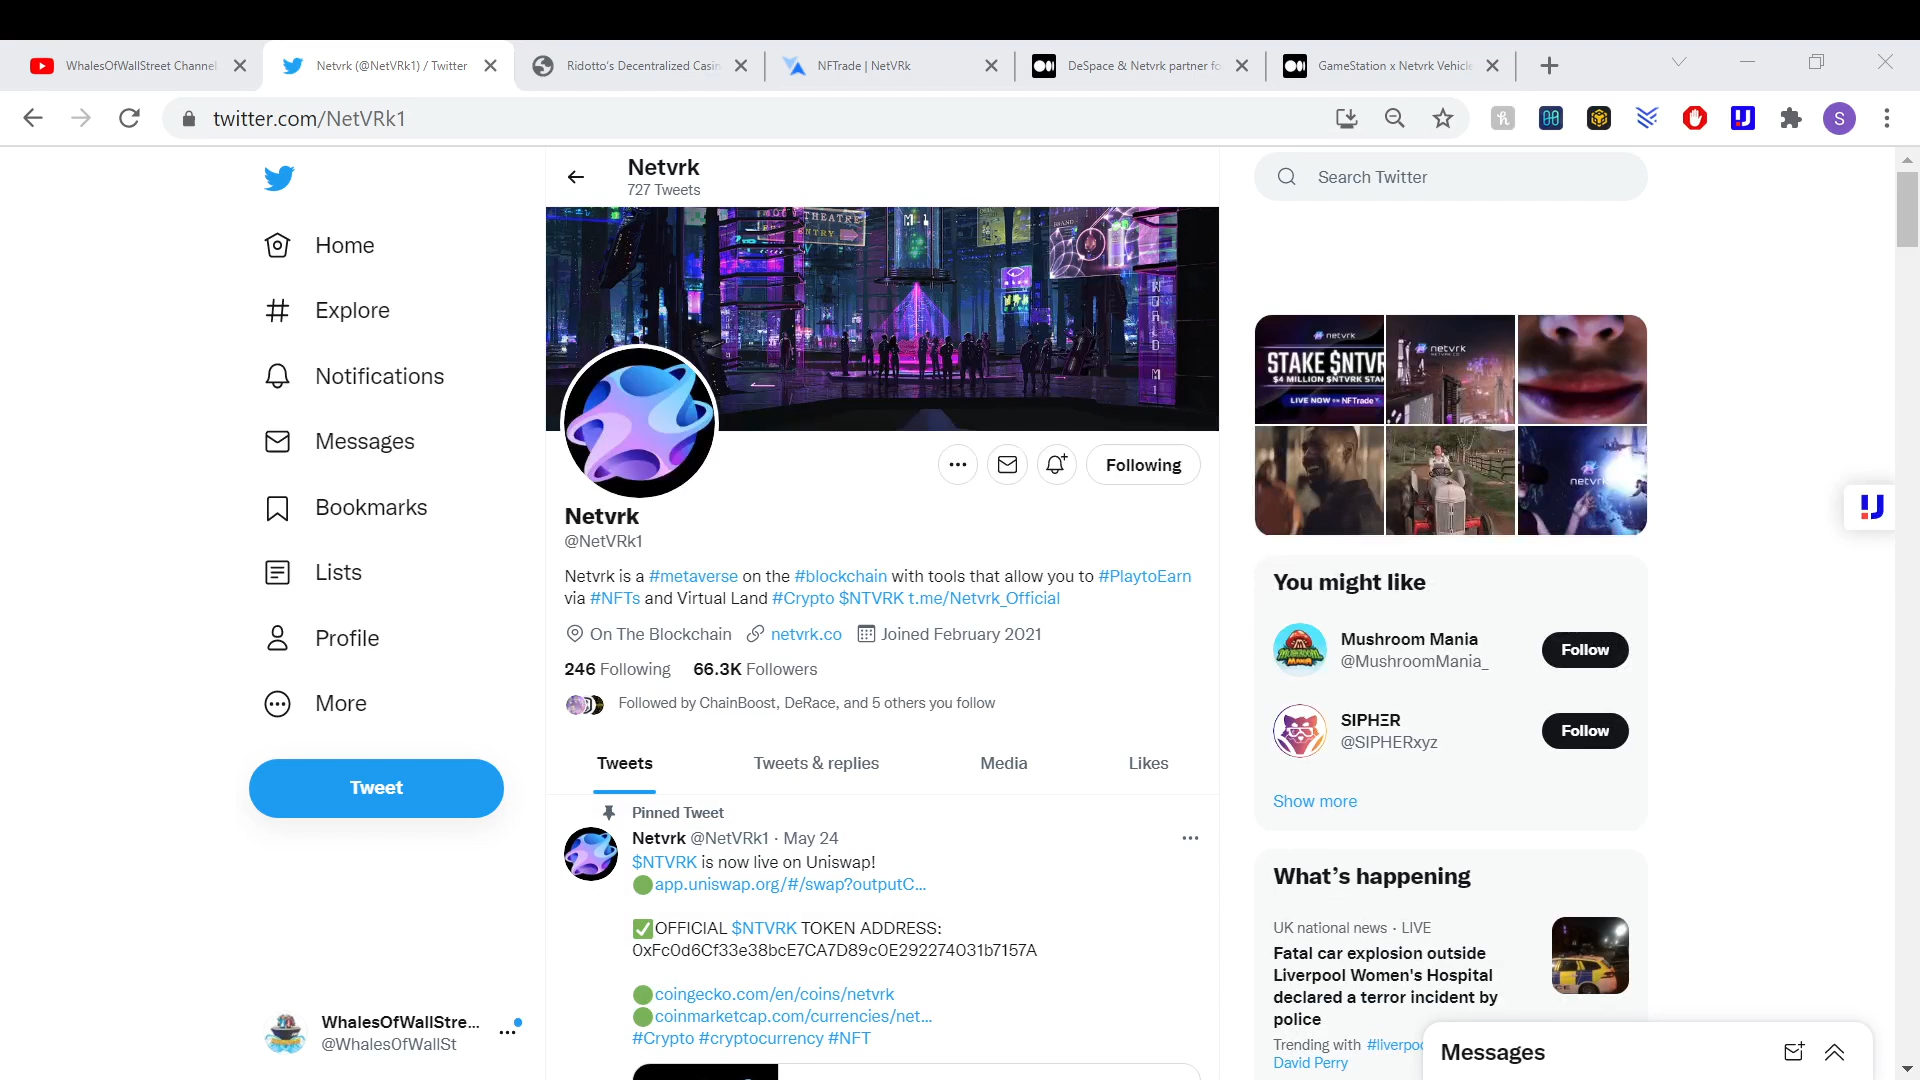 WhalesOfWallStreet Channel
Netvrk (@NetVRk1) / Twitter
Ridotto's Decentralized Casin
NFTrade | NetVRk
DeSpace & Netvrk partner fo
GameStation x Netvrk Vehicle
twitter.com/NetVRk1
S
Netvrk
727 Tweets
Search Twitter
Home
Explore
Notifications
Messages
Bookmarks
Lists
Profile
More
Tweet
WhalesOfWallStre...
@WhalesOfWallSt
THEATRE
ENTRY
Following
Netvrk
@NetVRk1
Netvrk is a #metaverse on the #blockchain with tools that allow you to #PlaytoEarn
via #NFTs and Virtual Land #Crypto $NTVRK t.me/Netvrk_Official
On The Blockchain netvrk.co Joined February 2021
246 Following 66.3K Followers
Followed by ChainBoost, DeRace, and 5 others you follow
Tweets Tweets & replies Media Likes
Pinned Tweet
Netvrk @NetVRk1 · May 24
$NTVRK is now live on Uniswap!
app.uniswap.org/#/swap?outputC...
OFFICIAL $NTVRK TOKEN ADDRESS:
0xFc0d6Cf33e38bcE7CA7D89c0E292274031b7157A
coingecko.com/en/coins/netvrk
coinmarketcap.com/currencies/net...
#Crypto #cryptocurrency #NFT
netvrk
STAKE $NTVR
$4 MILLION $NTVRK STAK
LIVE NOW ON NFTrade
netvrk
netvrk
You might like
Mushroom Mania
@MushroomMania_
Follow
SIPHΞR
@SIPHERxyz
Follow
Show more
What's happening
UK national news · LIVE
Fatal car explosion outside
Liverpool Women's Hospital
declared a terror incident by
police
Trending with #liverpoo
David Perry
Messages